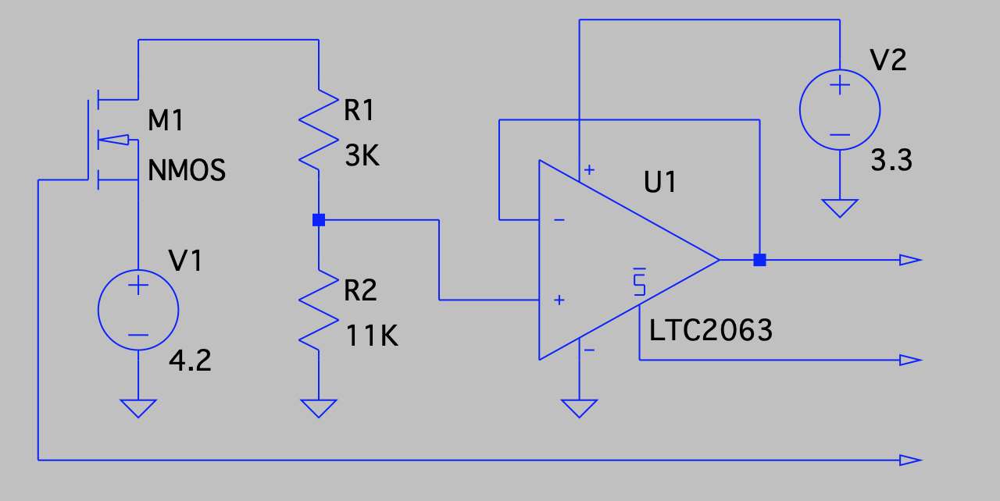 M1
NMOS
V1
4.2
R1
3K
R2
11K
U1
+
−
+
−
S̅
LTC2063
V2
+
−
3.3
+
−